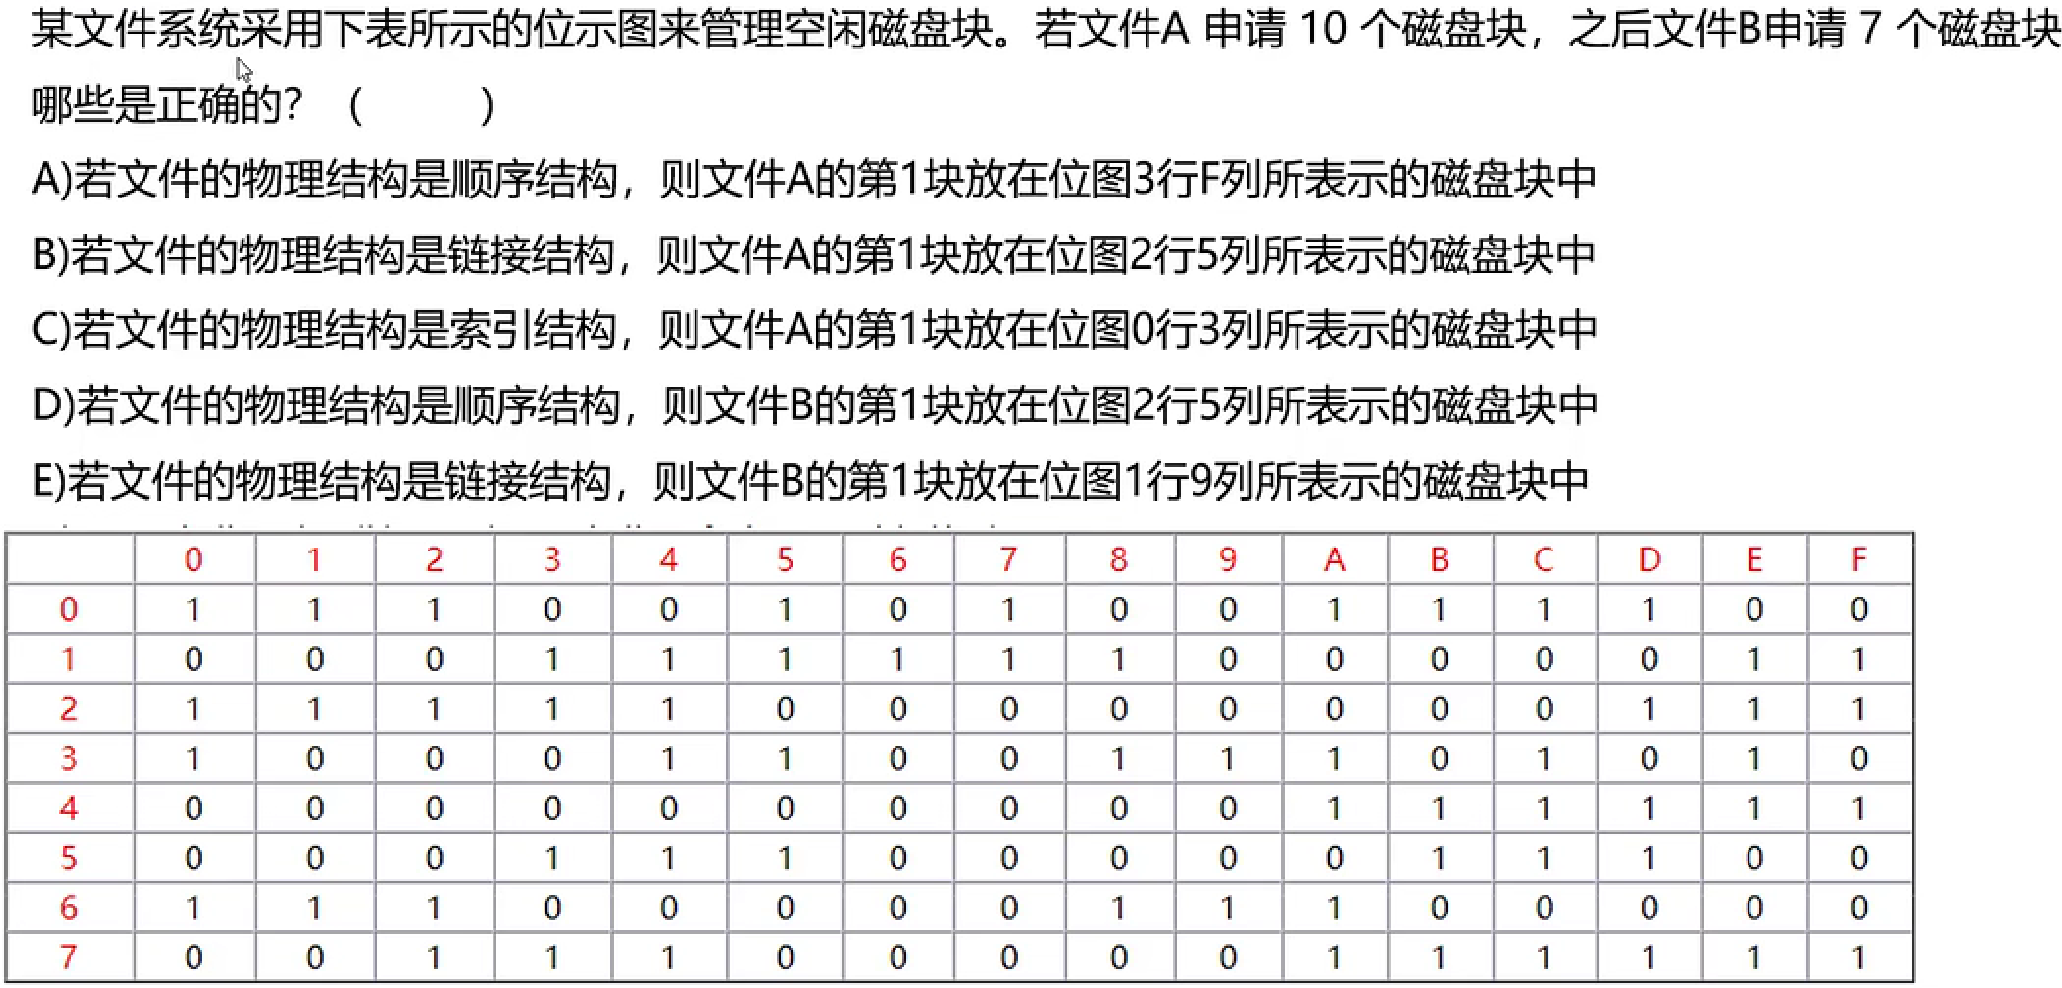 某文件系统采用下表所示的位示图来管理空闲磁盘块。若文件A 申请 10 个磁盘块，之后文件B申请 7 个磁盘块
哪些是正确的？（ ）
A)若文件的物理结构是顺序结构，则文件A的第1块放在位图3行F列所表示的磁盘块中
B)若文件的物理结构是链接结构，则文件A的第1块放在位图2行5列所表示的磁盘块中
C)若文件的物理结构是索引结构，则文件A的第1块放在位图0行3列所表示的磁盘块中
D)若文件的物理结构是顺序结构，则文件B的第1块放在位图2行5列所表示的磁盘块中
E)若文件的物理结构是链接结构，则文件B的第1块放在位图1行9列所表示的磁盘块中
0 1 2 3 4 5 6 7 8 9 A B C D E F
0 1 1 1 0 0 1 0 1 0 0 1 1 1 1 0 0
1 0 0 0 1 1 1 1 1 1 0 0 0 0 0 1 1
2 1 1 1 1 1 0 0 0 0 0 0 0 0 1 1 1
3 1 0 0 0 1 1 0 0 1 1 1 0 1 0 1 0
4 0 0 0 0 0 0 0 0 0 0 1 1 1 1 1 1
5 0 0 0 1 1 1 0 0 0 0 0 1 1 1 0 0
6 1 1 1 0 0 0 0 0 1 1 1 0 0 0 0 0
7 0 0 1 1 1 0 0 0 0 0 1 1 1 1 1 1